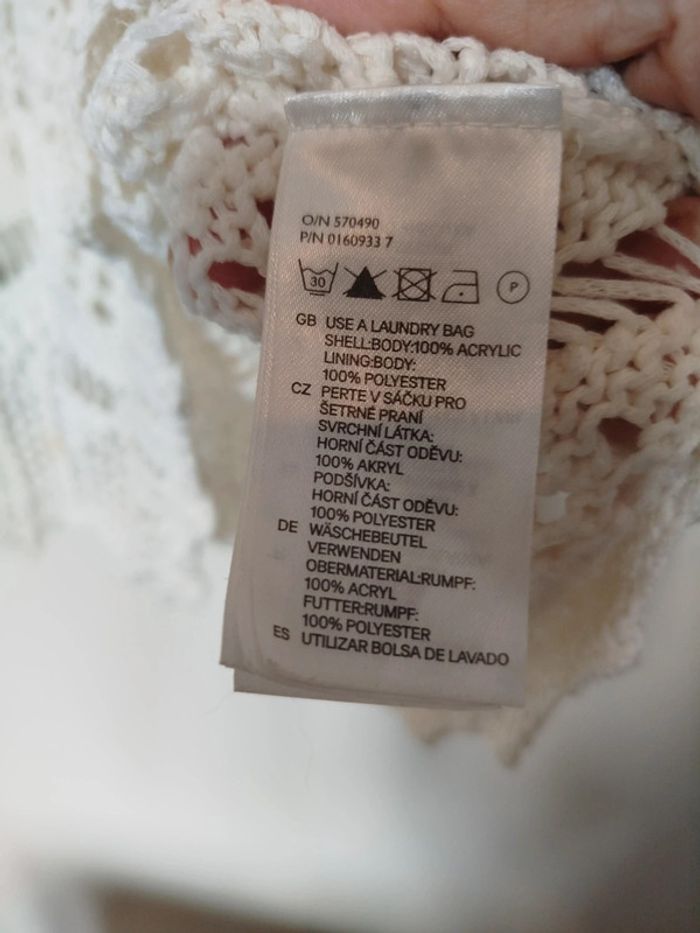 O/N 570490
P/N 0160933 7
30 P
GB USE A LAUNDRY BAG
SHELL:BODY:100% ACRYLIC
LINING:BODY:
100% POLYESTER
CZ PERTE V SÁČKU PRO
ŠETRNÉ PRANÍ
SVRCHNÍ LÁTKA:
HORNÍ ČÁST ODĚVU:
100% AKRYL
PODŠÍVKA:
HORNÍ ČÁST ODĚVU:
100% POLYESTER
DE WÄSCHEBEUTEL
VERWENDEN
OBERMATERIAL:RUMPF:
100% ACRYL
FUTTER:RUMPF:
100% POLYESTER
ES UTILIZAR BOLSA DE LAVADO